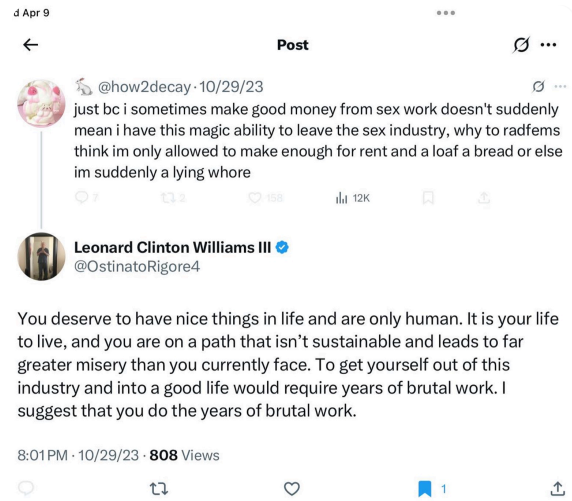 d Apr 9
Post
@how2decay · 10/29/23
just bc i sometimes make good money from sex work doesn't suddenly
mean i have this magic ability to leave the sex industry, why to radfems
think im only allowed to make enough for rent and a loaf a bread or else
im suddenly a lying whore
7 2 158 12K
Leonard Clinton Williams III
@OstinatoRigore4
You deserve to have nice things in life and are only human. It is your life
to live, and you are on a path that isn’t sustainable and leads to far
greater misery than you currently face. To get yourself out of this
industry and into a good life would require years of brutal work. I
suggest that you do the years of brutal work.
8:01 PM · 10/29/23 · 808 Views
1